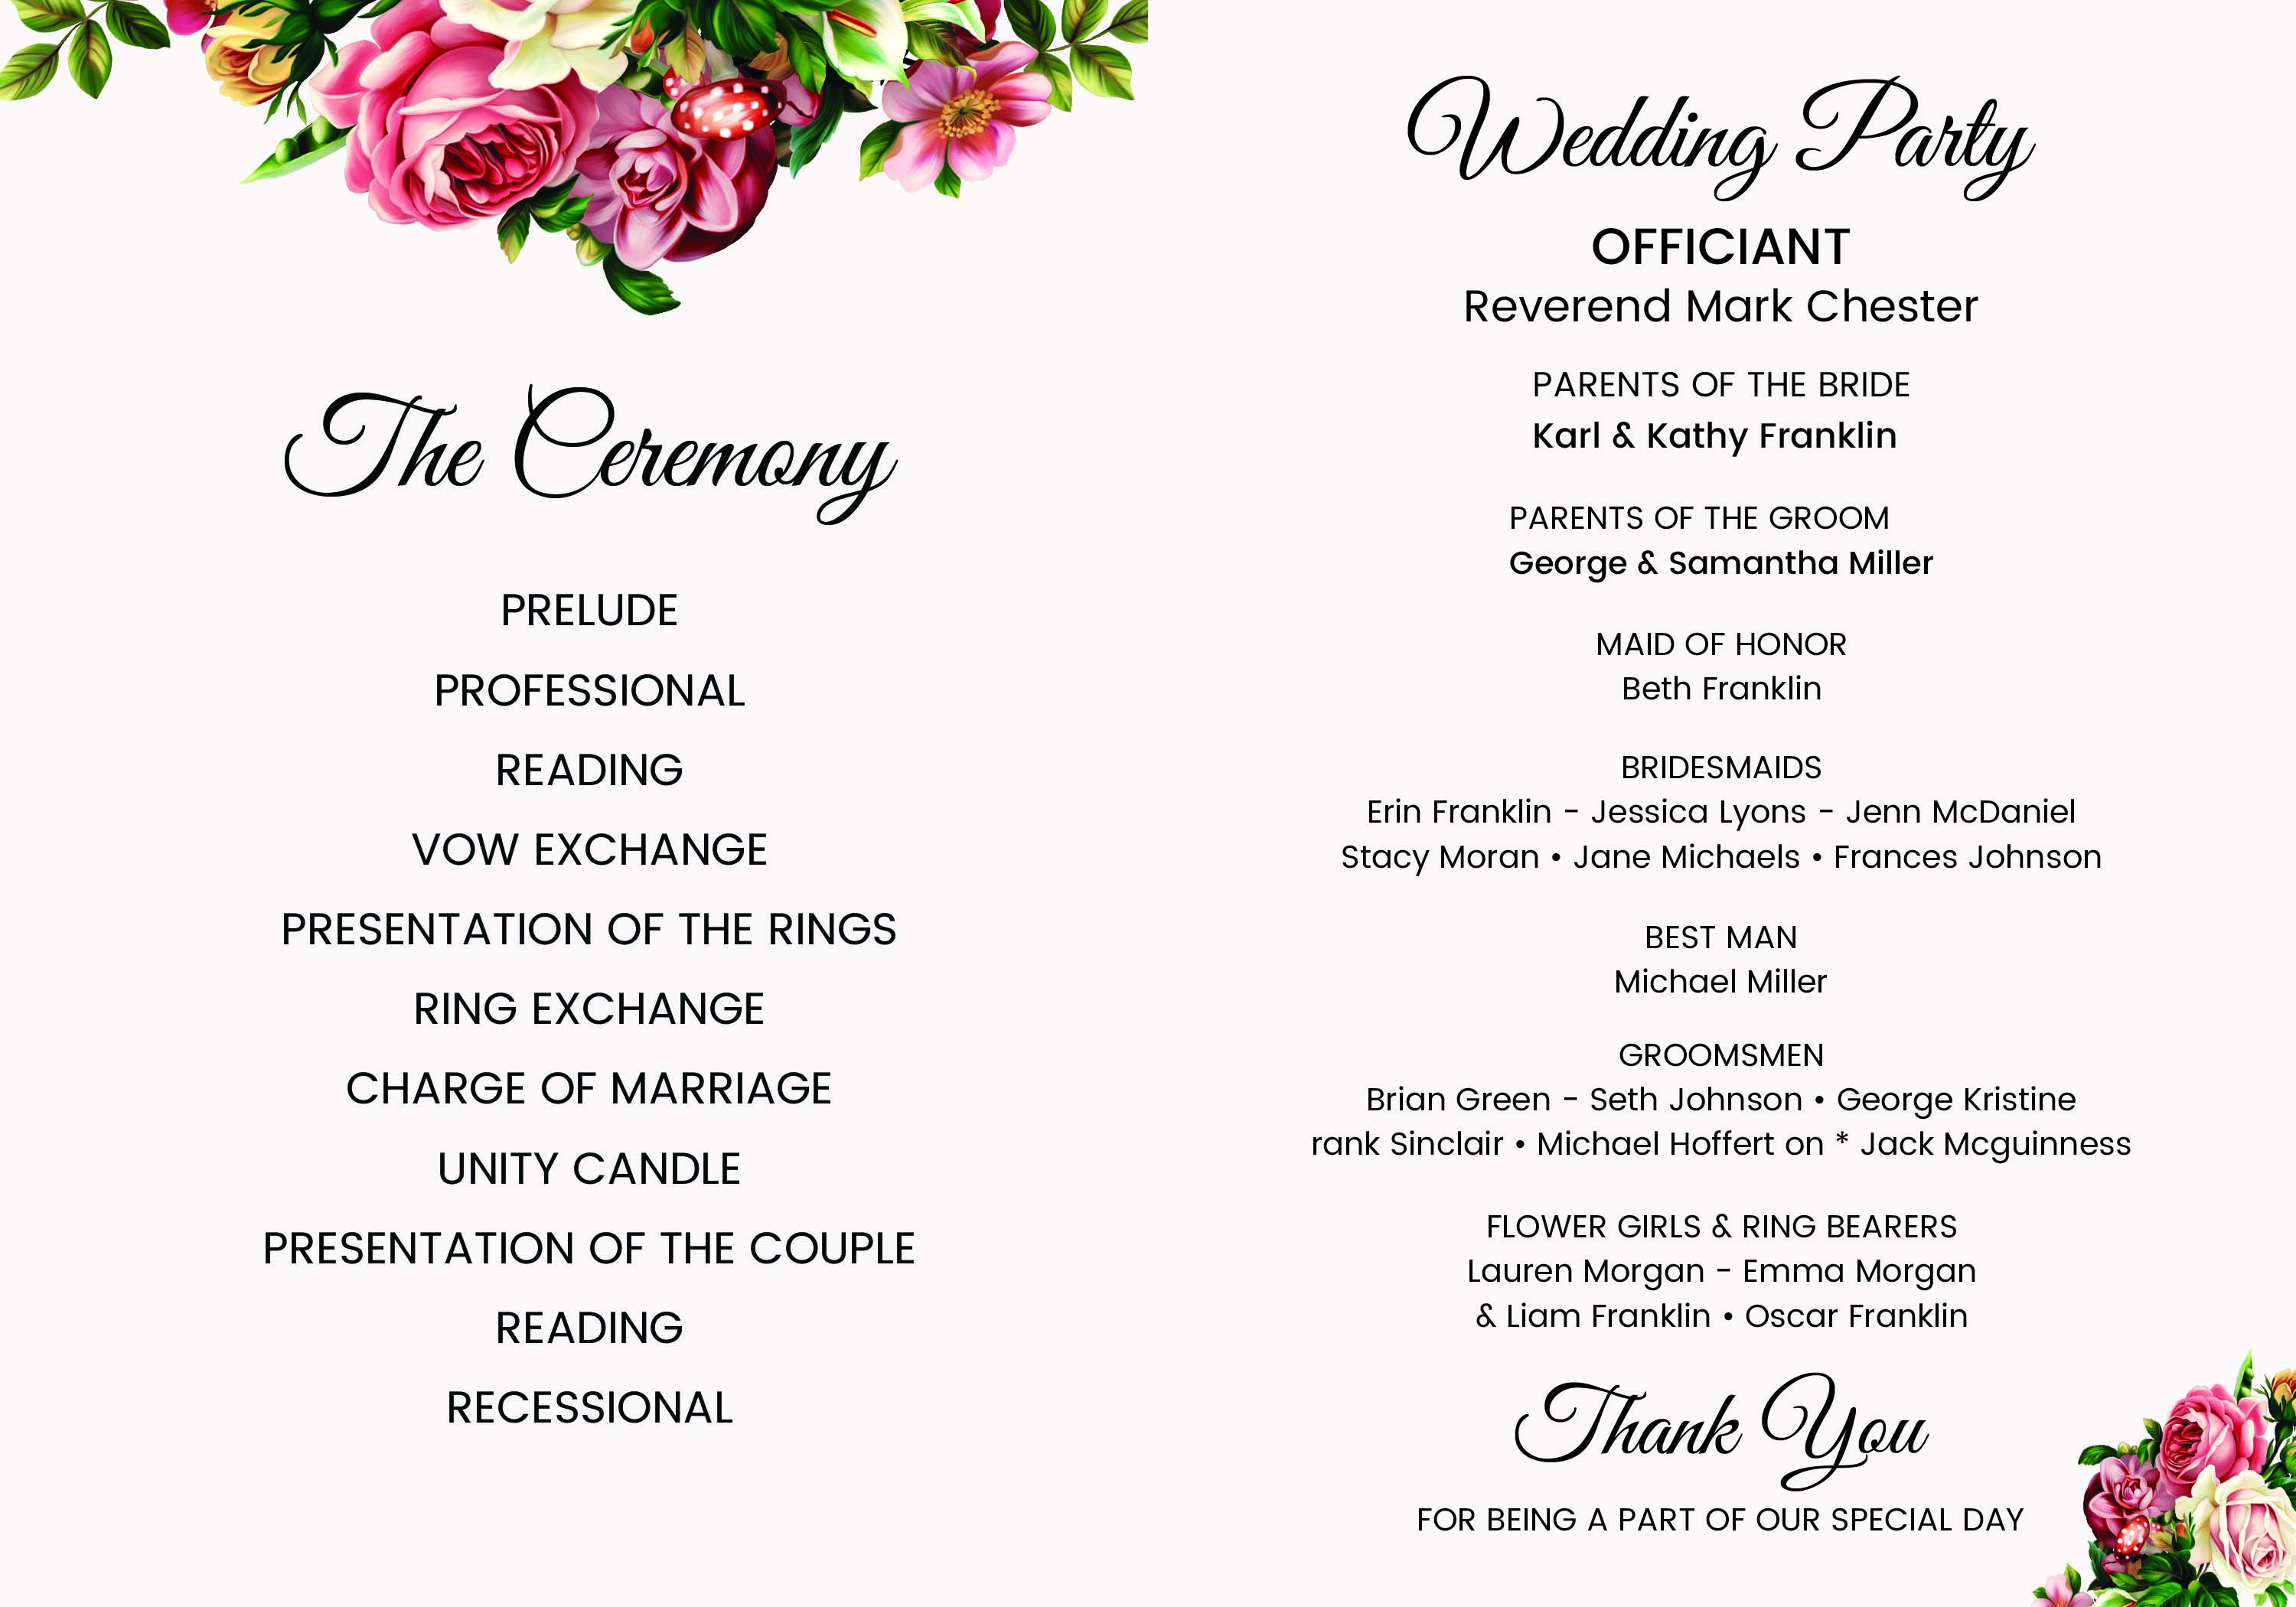 The Ceremony
PRELUDE
PROFESSIONAL
READING
VOW EXCHANGE
PRESENTATION OF THE RINGS
RING EXCHANGE
CHARGE OF MARRIAGE
UNITY CANDLE
PRESENTATION OF THE COUPLE
READING
RECESSIONAL
Wedding Party
OFFICIANT
Reverend Mark Chester
PARENTS OF THE BRIDE
Karl & Kathy Franklin
PARENTS OF THE GROOM
George & Samantha Miller
MAID OF HONOR
Beth Franklin
BRIDESMAIDS
Erin Franklin - Jessica Lyons - Jenn McDaniel
Stacy Moran • Jane Michaels • Frances Johnson
BEST MAN
Michael Miller
GROOMSMEN
Brian Green - Seth Johnson • George Kristine
rank Sinclair • Michael Hoffert on * Jack Mcguinness
FLOWER GIRLS & RING BEARERS
Lauren Morgan - Emma Morgan
& Liam Franklin • Oscar Franklin
Thank You
FOR BEING A PART OF OUR SPECIAL DAY